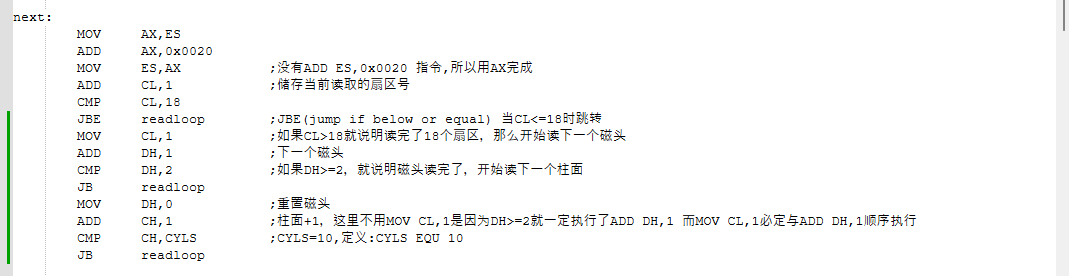 next:
MOV AX,ES
ADD AX,0x0020
MOV ES,AX ;没有ADD ES,0x0020 指令,所以用AX完成
ADD CL,1 ;储存当前读取的扇区号
CMP CL,18
JBE readloop ;JBE(jump if below or equal) 当CL<=18时跳转
MOV CL,1 ;如果CL>18就说明读完了18个扇区，那么开始读下一个磁头
ADD DH,1 ;下一个磁头
CMP DH,2 ;如果DH>=2，就说明磁头读完了，开始读下一个柱面
JB readloop
MOV DH,0 ;重置磁头
ADD CH,1 ;柱面+1，这里不用MOV CL,1是因为DH>=2就一定执行了ADD DH,1 而MOV CL,1必定与ADD DH,1顺序执行
CMP CH,CYLS ;CYLS=10,定义:CYLS EQU 10
JB readloop